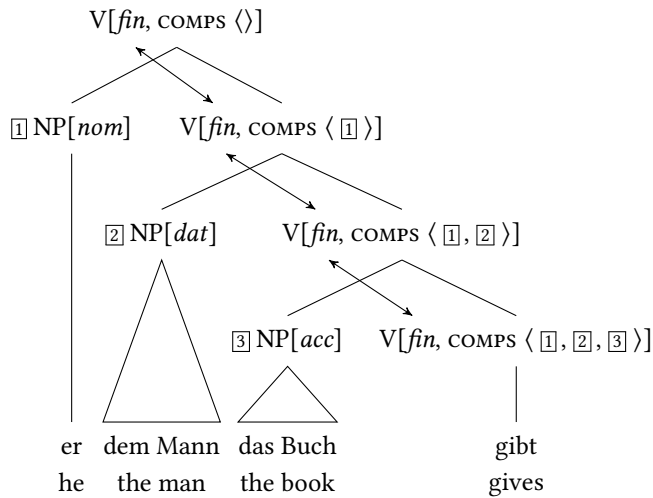 V[fin, COMPS ⟨⟩]
1 NP[nom] V[fin, COMPS ⟨ 1 ⟩]
2 NP[dat] V[fin, COMPS ⟨ 1 , 2 ⟩]
3 NP[acc] V[fin, COMPS ⟨ 1 , 2 , 3 ⟩]
er dem Mann das Buch gibt
he the man the book gives